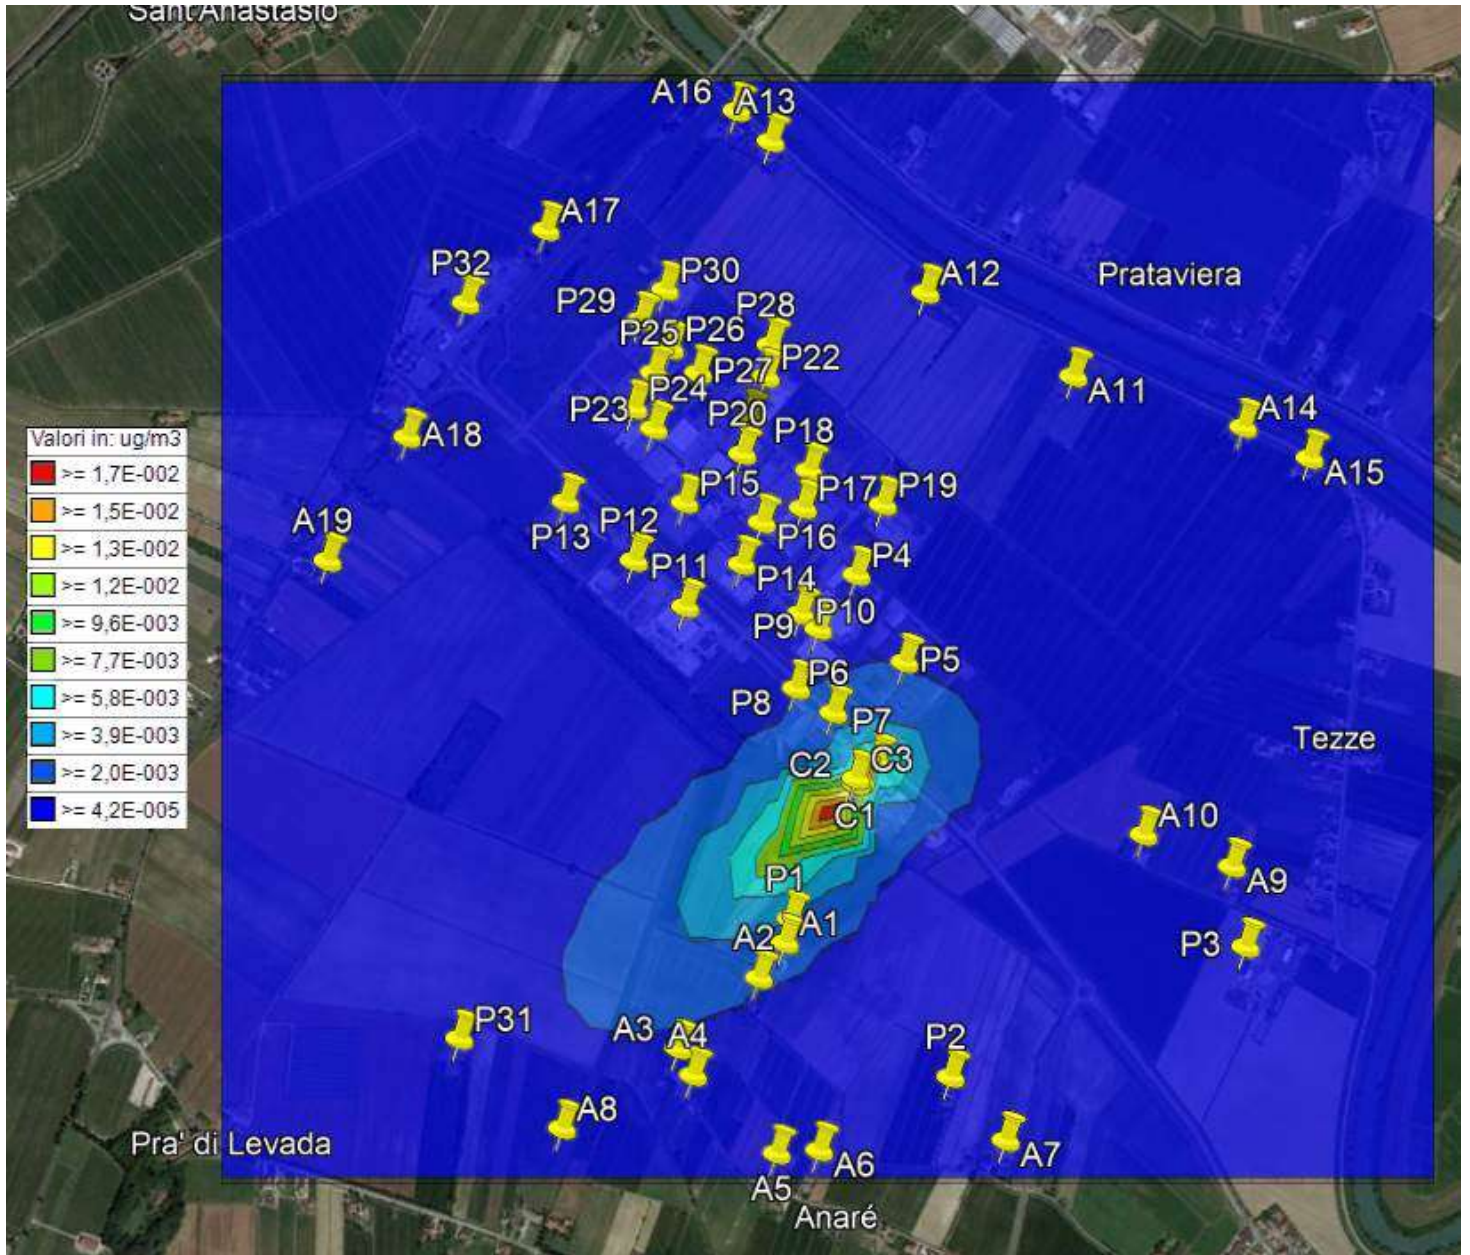 Sant'Anastasio
A16
A13
A17
P32
P30
A12
Prataviera
P29
P28
P25
P26
P22
P27
A11
P24
P23
P20
A14
A18
P18
A15
Valori in: ug/m3
>= 1,7E-002
>= 1,5E-002
>= 1,3E-002
>= 1,2E-002
>= 9,6E-003
>= 7,7E-003
>= 5,8E-003
>= 3,9E-003
>= 2,0E-003
>= 4,2E-005
P15
P17
P19
A19
P13
P12
P16
P11
P14
P4
P9
P10
P5
P6
P8
P7
Tezze
C2
C3
C1
A10
P1
A9
A1
A2
P3
P31
A3
A4
P2
A8
Pra' di Levada
A7
A6
A5
Anaré